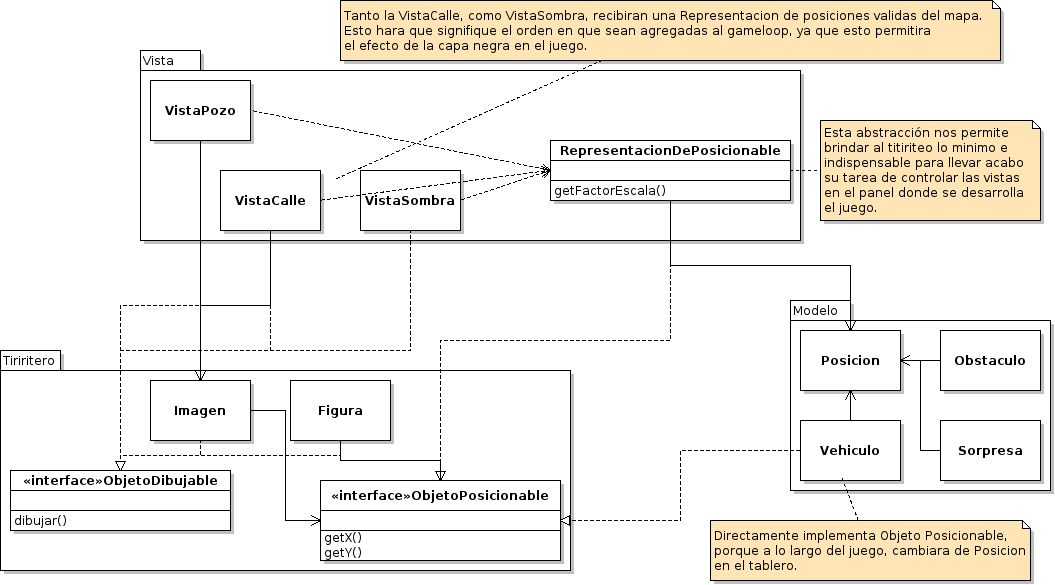 Tanto la VistaCalle, como VistaSombra, recibiran una Representacion de posiciones validas del mapa.
Esto hara que signifique el orden en que sean agregadas al gameloop, ya que esto permitira
el efecto de la capa negra en el juego.
Vista
VistaPozo
RepresentacionDePosicionable
getFactorEscala()
VistaCalle
VistaSombra
Esta abstracción nos permite
brindar al titiriteo lo minimo e
indispensable para llevar acabo
su tarea de controlar las vistas
en el panel donde se desarrolla
el juego.
Modelo
Posicion
Obstaculo
Vehiculo
Sorpresa
Tiriritero
Imagen
Figura
«interface»ObjetoDibujable
dibujar()
«interface»ObjetoPosicionable
getX()
getY()
Directamente implementa Objeto Posicionable,
porque a lo largo del juego, cambiara de Posicion
en el tablero.